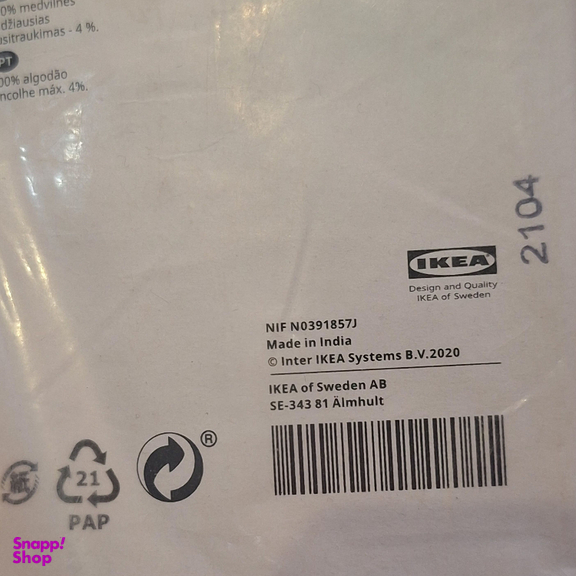 0% medvilnės
džiausias
sitraukimas - 4 %.
PT
00% algodão
ncolhe máx. 4%.
2104
IKEA
Design and Quality
IKEA of Sweden
NIF N0391857J
Made in India
© Inter IKEA Systems B.V.2020
IKEA of Sweden AB
SE-343 81 Älmhult
®
紙
21
PAP
Snapp!
Shop